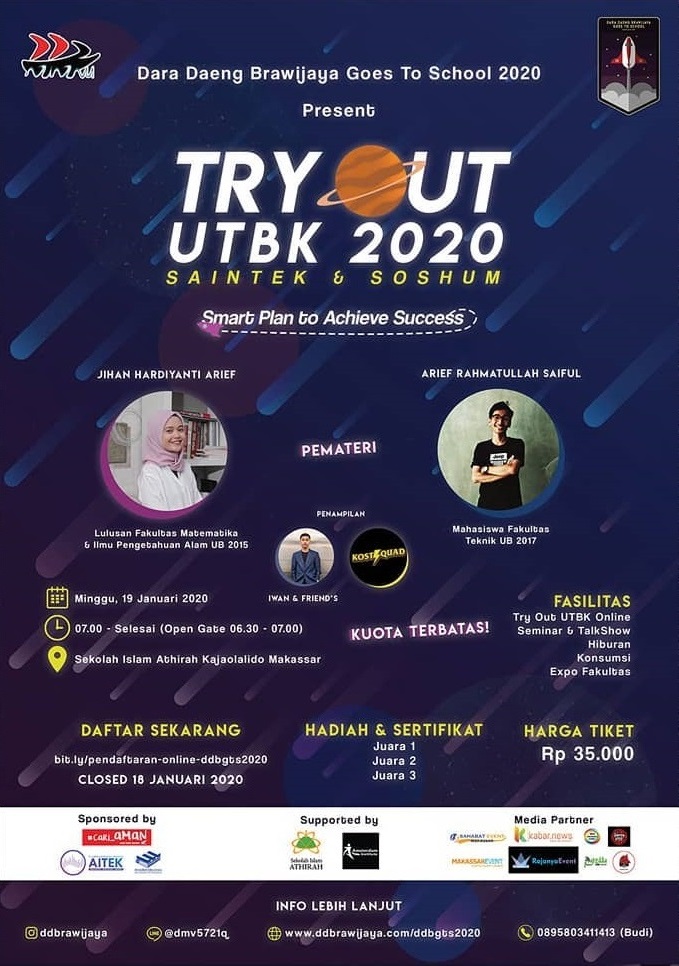 Dara Daeng Brawijaya Goes To School 2020
Present
TRY OUT
UTBK 2020
SAINTEK & SOSHUM
Smart Plan to Achieve Success
JIHAN HARDIYANTI ARIEF
Lulusan Fakultas Matematika
& Ilmu Pengetahuan Alam UB 2015
PEMATERI
ARIEF RAHMATULLAH SAIFUL
Mahasiswa Fakultas
Teknik UB 2017
PENAMPILAN
IWAN & FRIEND'S
KOSTSQUAD
Minggu, 19 Januari 2020
07.00 - Selesai (Open Gate 06.30 - 07.00)
Sekolah Islam Athirah Kajaolalido Makassar
KUOTA TERBATAS!
FASILITAS
Try Out UTBK Online
Seminar & TalkShow
Hiburan
Konsumsi
Expo Fakultas
DAFTAR SEKARANG
bit.ly/pendaftaran-online-ddbgts2020
CLOSED 18 JANUARI 2020
HADIAH & SERTIFIKAT
Juara 1
Juara 2
Juara 3
HARGA TIKET
Rp 35.000
Sponsored by
#CARI_AMAN
AITEK
Supported by
Sekolah Islam
ATHIRAH
Media Partner
kabar.news
MAKASSAREVENT
RajanyaEvent
INFO LEBIH LANJUT
ddbrawijaya
@dmv5721q
www.ddbrawijaya.com/ddbgts2020
0895803411413 (Budi)